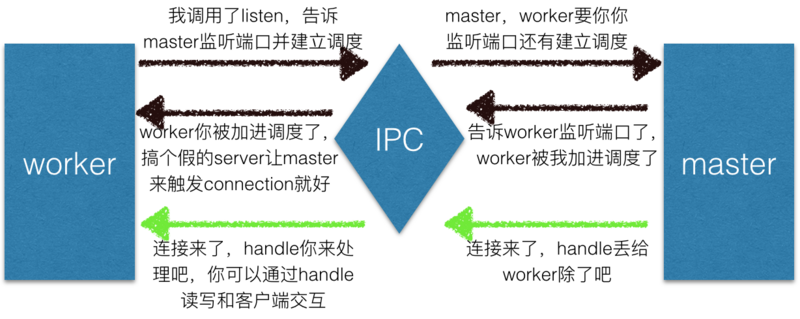 我调用了listen，告诉
master监听端口并建立调度
master，worker要你你
监听端口还有建立调度
worker
IPC
master
worker你被加进调度了，
搞个假的server让master
来触发connection就好
告诉worker监听端口了，
worker被我加进调度了
连接来了，handle你来处
理吧，你可以通过handle
读写和客户端交互
连接来了，handle丢给
worker除了吧